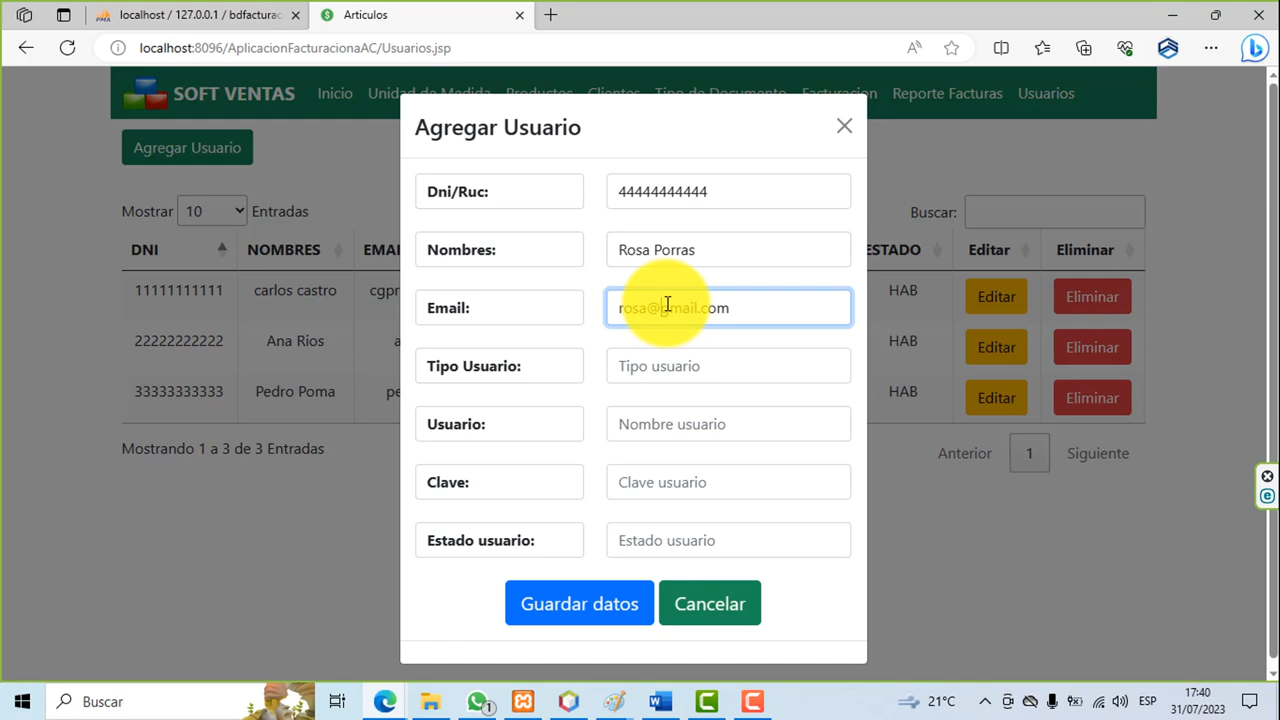 localhost / 127.0.0.1 / bdfacturac
Articulos
localhost:8096/AplicacionFacturacionaAC/Usuarios.jsp
SOFT VENTAS Inicio Unidad de Medida Productos Clientes Tipo de Documento Facturacion Reporte Facturas Usuarios
Agregar Usuario
Mostrar 10 Entradas
Buscar:
DNI NOMBRES EMA ESTADO Editar Eliminar
11111111111 carlos castro cgpr HAB Editar Eliminar
22222222222 Ana Rios HAB Editar Eliminar
33333333333 Pedro Poma pe HAB Editar Eliminar
Mostrando 1 a 3 de 3 Entradas
Anterior 1 Siguiente
Agregar Usuario
Dni/Ruc: 44444444444
Nombres: Rosa Porras
Email: rosa@gmail.com
Tipo Usuario: Tipo usuario
Usuario: Nombre usuario
Clave: Clave usuario
Estado usuario: Estado usuario
Guardar datos Cancelar
Buscar
1
21°C
ESP
17:40
31/07/2023